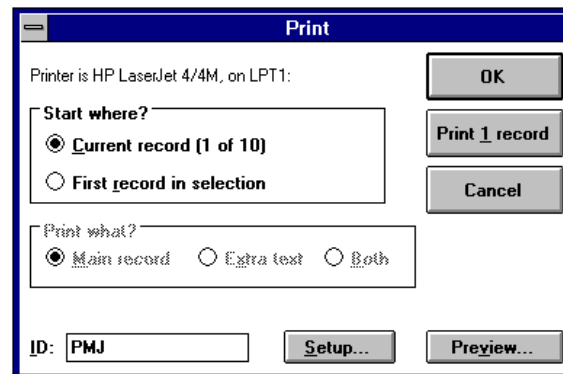 Print
Printer is HP LaserJet 4/4M, on LPT1:
OK
Start where?
Current record (1 of 10)
Print 1 record
First record in selection
Cancel
Print what?
Main record
Extra text
Both
ID: PMJ
Setup...
Preview...